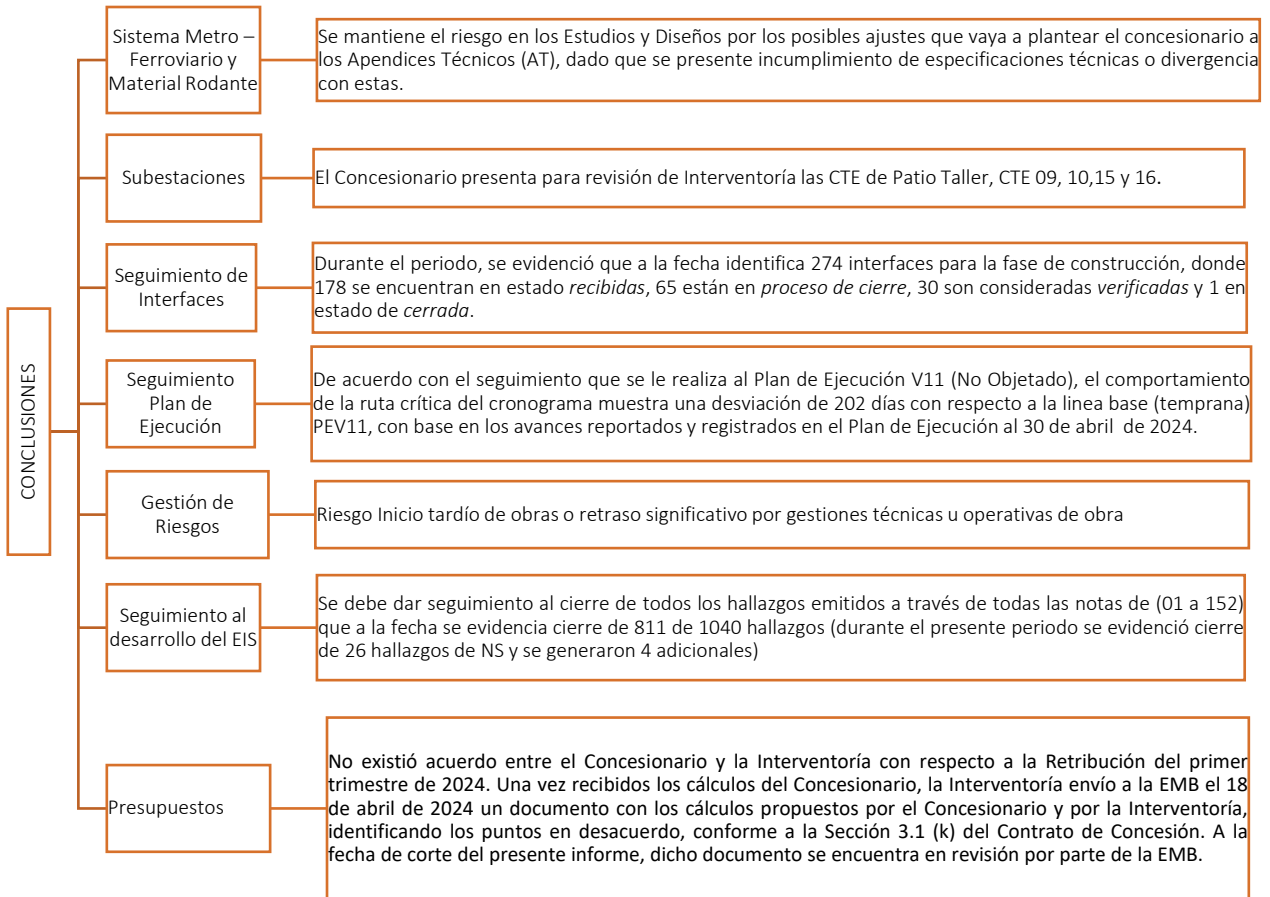 CONCLUSIONES
Sistema Metro –
Ferroviario y
Material Rodante
Se mantiene el riesgo en los Estudios y Diseños por los posibles ajustes que vaya a plantear el concesionario a
los Apendices Técnicos (AT), dado que se presente incumplimiento de especificaciones técnicas o divergencia
con estas.
Subestaciones
El Concesionario presenta para revisión de Interventoría las CTE de Patio Taller, CTE 09, 10,15 y 16.
Seguimiento de
Interfaces
Durante el periodo, se evidenció que a la fecha identifica 274 interfaces para la fase de construcción, donde
178 se encuentran en estado recibidas, 65 están en proceso de cierre, 30 son consideradas verificadas y 1 en
estado de cerrada.
Seguimiento
Plan de
Ejecución
De acuerdo con el seguimiento que se le realiza al Plan de Ejecución V11 (No Objetado), el comportamiento
de la ruta crítica del cronograma muestra una desviación de 202 días con respecto a la linea base (temprana)
PEV11, con base en los avances reportados y registrados en el Plan de Ejecución al 30 de abril de 2024.
Gestión de
Riesgos
Riesgo Inicio tardío de obras o retraso significativo por gestiones técnicas u operativas de obra
Seguimiento al
desarrollo del EIS
Se debe dar seguimiento al cierre de todos los hallazgos emitidos a través de todas las notas de (01 a 152)
que a la fecha se evidencia cierre de 811 de 1040 hallazgos (durante el presente periodo se evidenció cierre
de 26 hallazgos de NS y se generaron 4 adicionales)
Presupuestos
No existió acuerdo entre el Concesionario y la Interventoría con respecto a la Retribución del primer
trimestre de 2024. Una vez recibidos los cálculos del Concesionario, la Interventoría envío a la EMB el 18
de abril de 2024 un documento con los cálculos propuestos por el Concesionario y por la Interventoría,
identificando los puntos en desacuerdo, conforme a la Sección 3.1 (k) del Contrato de Concesión. A la
fecha de corte del presente informe, dicho documento se encuentra en revisión por parte de la EMB.